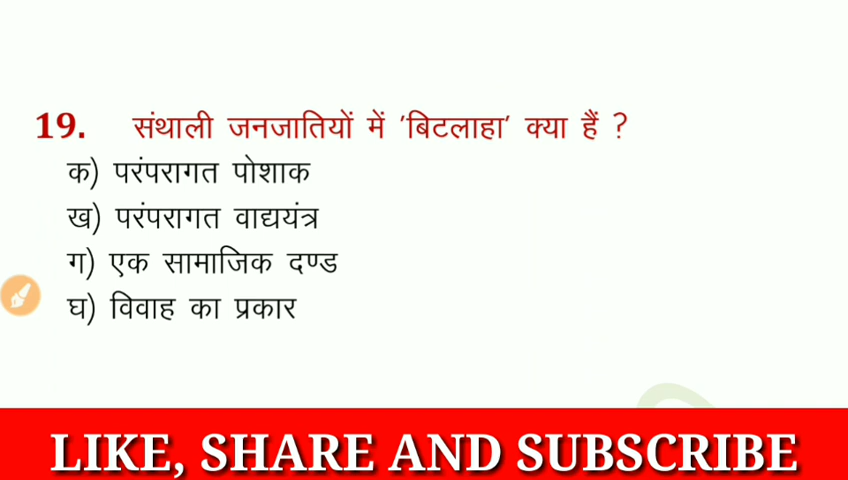 19. संथाली जनजातियों में 'बिटलाहा' क्या हैं ?
क) परंपरागत पोशाक
ख) परंपरागत वाद्ययंत्र
ग) एक सामाजिक दण्ड
घ) विवाह का प्रकार
LIKE, SHARE AND SUBSCRIBE